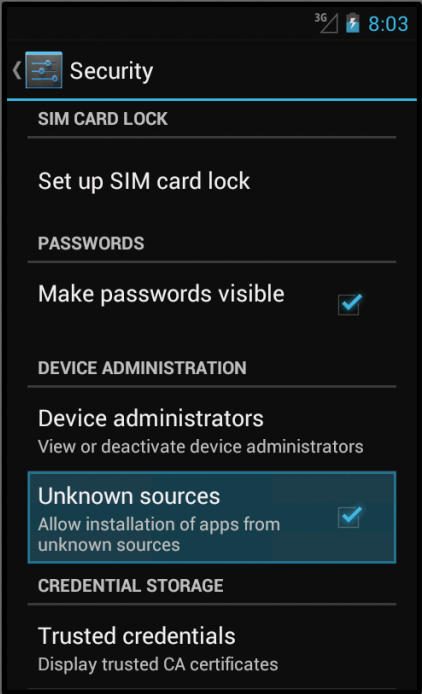 3G 8:03
Security
SIM CARD LOCK
Set up SIM card lock
PASSWORDS
Make passwords visible
DEVICE ADMINISTRATION
Device administrators
View or deactivate device administrators
Unknown sources
Allow installation of apps from
unknown sources
CREDENTIAL STORAGE
Trusted credentials
Display trusted CA certificates